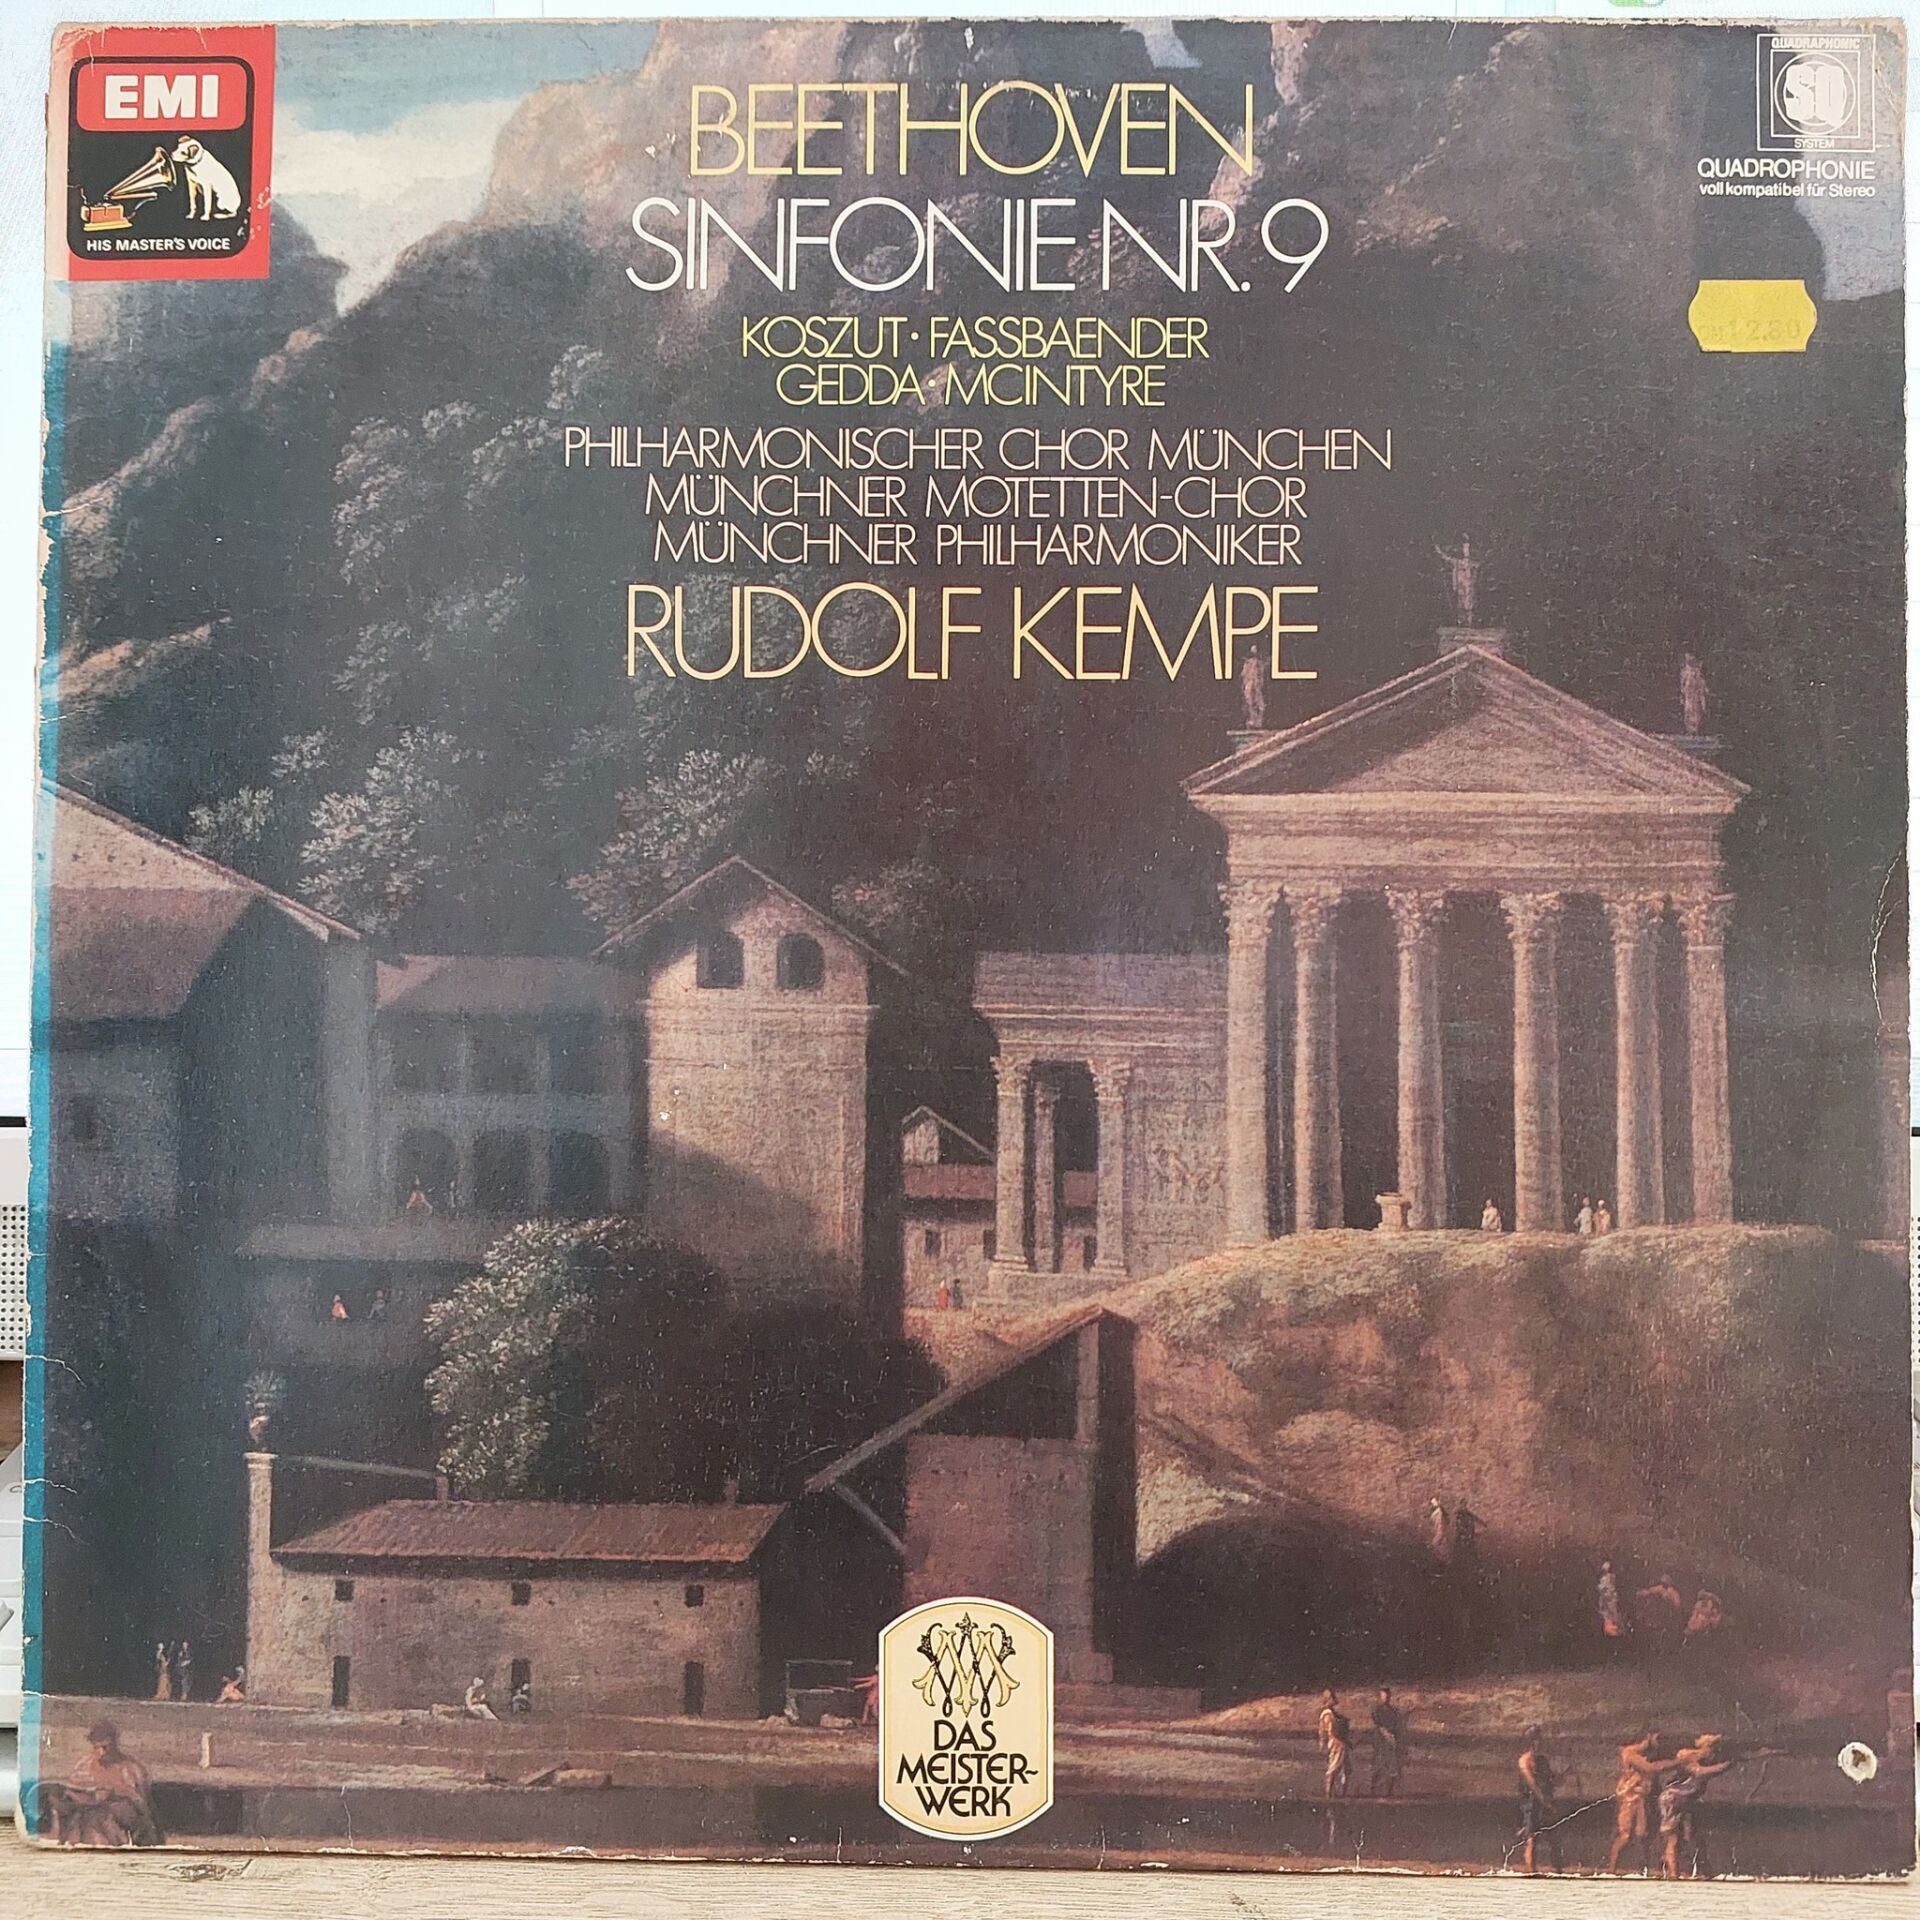 EMI
HIS MASTER'S VOICE
BEETHOVEN
SINFONIE NR. 9
KOSZUT · FASSBAENDER
GEDDA · MCINTYRE
PHILHARMONISCHER CHOR MÜNCHEN
MÜNCHNER MOTETTEN-CHOR
MÜNCHNER PHILHARMONIKER
RUDOLF KEMPE
QUADRAPHONIC
SQ
SYSTEM
QUADROPHONIE
voll kompatibel für Stereo
DAS
MEISTER-
WERK